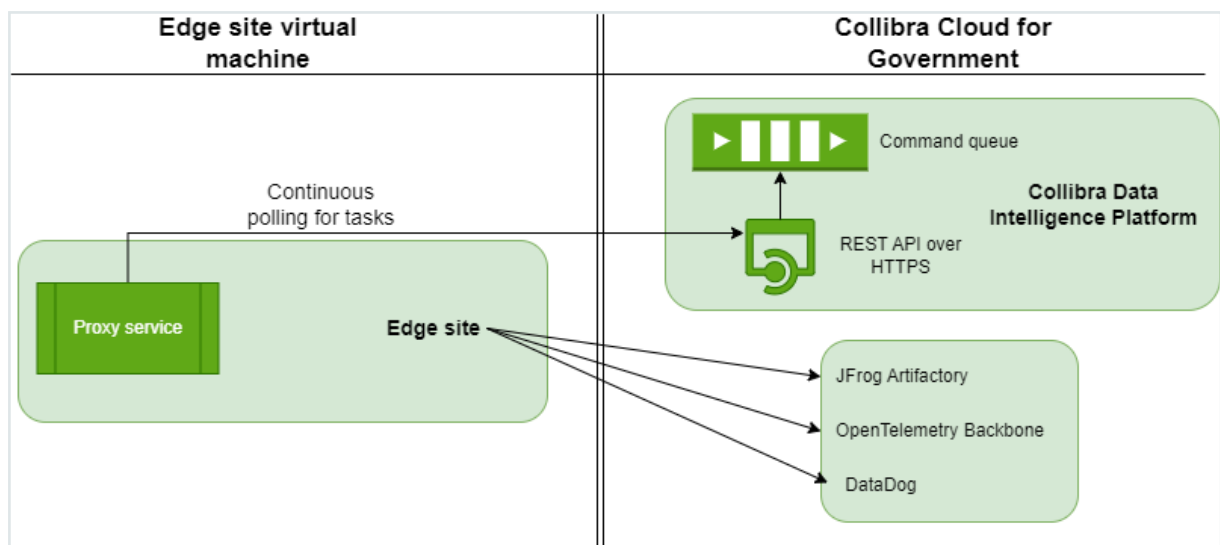 Edge site virtual
machine
Collibra Cloud for
Government
Command queue
Collibra Data
Intelligence Platform
REST API over
HTTPS
Continuous
polling for tasks
Proxy service
Edge site
JFrog Artifactory
OpenTelemetry Backbone
DataDog